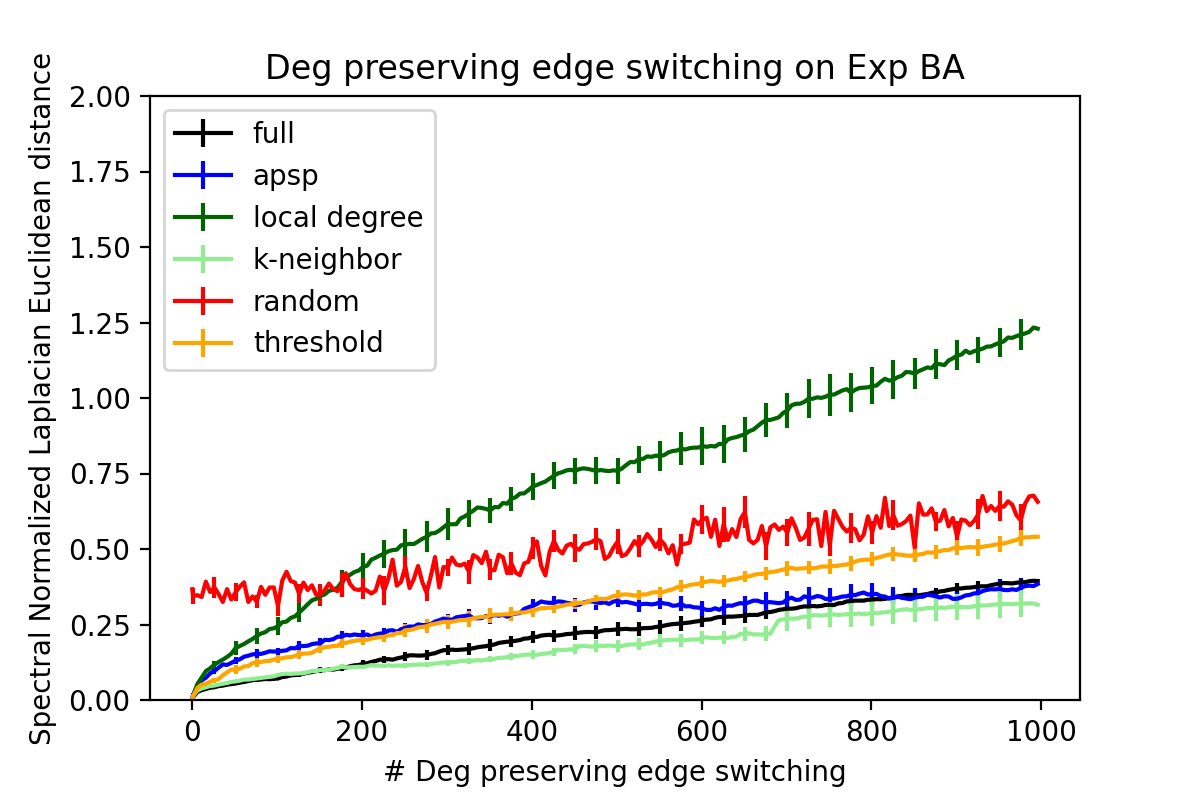 Deg preserving edge switching on Exp BA
Spectral Normalized Laplacian Euclidean distance
2.00
1.75
1.50
1.25
1.00
0.75
0.50
0.25
0.00
full
apsp
local degree
k-neighbor
random
threshold
0 200 400 600 800 1000
# Deg preserving edge switching